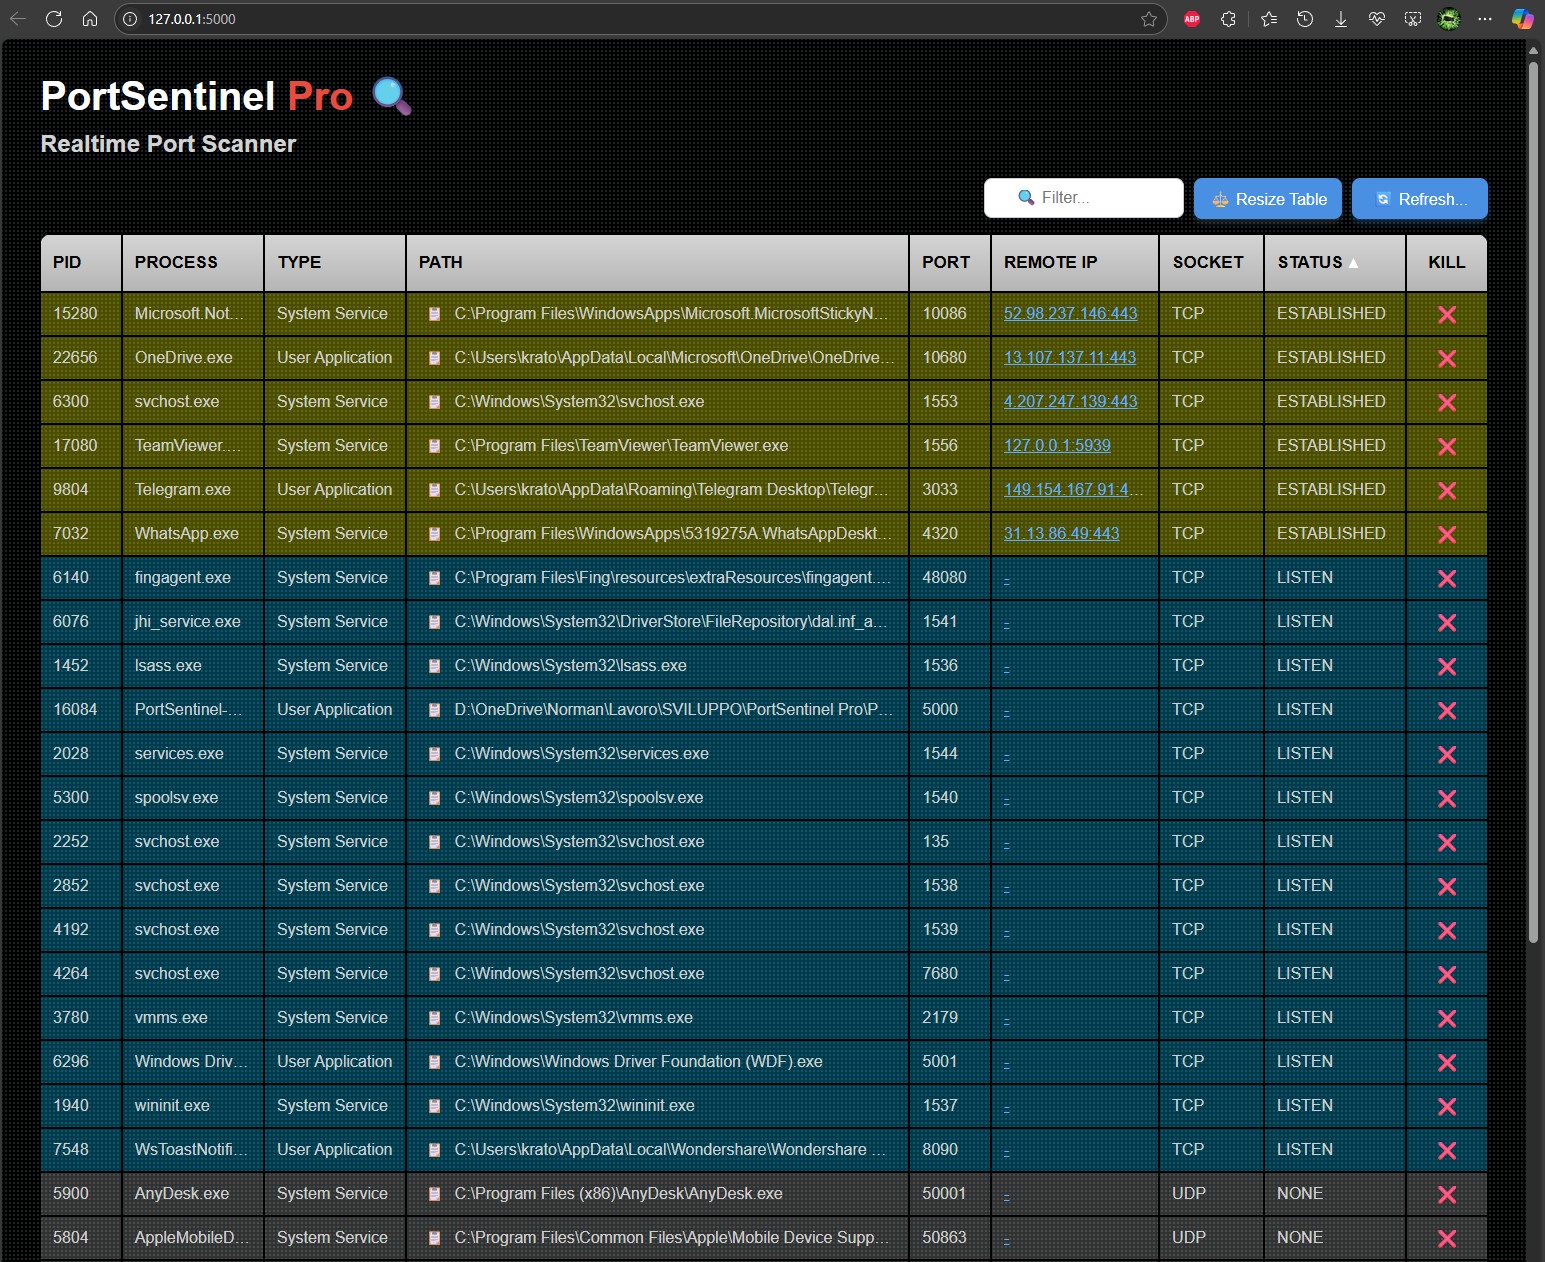 127.0.0.1:5000
ABP
PortSentinel Pro
Realtime Port Scanner
Filter... Resize Table Refresh...
PID PROCESS TYPE PATH PORT REMOTE IP SOCKET STATUS ▲ KILL
15280 Microsoft.Not... System Service C:\Program Files\WindowsApps\Microsoft.MicrosoftStickyN... 10086 52.98.237.146:443 TCP ESTABLISHED
22656 OneDrive.exe User Application C:\Users\krato\AppData\Local\Microsoft\OneDrive\OneDrive... 10680 13.107.137.11:443 TCP ESTABLISHED
6300 svchost.exe System Service C:\Windows\System32\svchost.exe 1553 4.207.247.139:443 TCP ESTABLISHED
17080 TeamViewer.... System Service C:\Program Files\TeamViewer\TeamViewer.exe 1556 127.0.0.1:5939 TCP ESTABLISHED
9804 Telegram.exe User Application C:\Users\krato\AppData\Roaming\Telegram Desktop\Telegr... 3033 149.154.167.91:4... TCP ESTABLISHED
7032 WhatsApp.exe System Service C:\Program Files\WindowsApps\5319275A.WhatsAppDeskt... 4320 31.13.86.49:443 TCP ESTABLISHED
6140 fingagent.exe System Service C:\Program Files\Fing\resources\extraResources\fingagent.... 48080 - TCP LISTEN
6076 jhi_service.exe System Service C:\Windows\System32\DriverStore\FileRepository\dal.inf_a... 1541 - TCP LISTEN
1452 lsass.exe System Service C:\Windows\System32\lsass.exe 1536 - TCP LISTEN
16084 PortSentinel-... User Application D:\OneDrive\Norman\Lavoro\SVILUPPO\PortSentinel Pro\P... 5000 - TCP LISTEN
2028 services.exe System Service C:\Windows\System32\services.exe 1544 - TCP LISTEN
5300 spoolsv.exe System Service C:\Windows\System32\spoolsv.exe 1540 - TCP LISTEN
2252 svchost.exe System Service C:\Windows\System32\svchost.exe 135 - TCP LISTEN
2852 svchost.exe System Service C:\Windows\System32\svchost.exe 1538 - TCP LISTEN
4192 svchost.exe System Service C:\Windows\System32\svchost.exe 1539 - TCP LISTEN
4264 svchost.exe System Service C:\Windows\System32\svchost.exe 7680 - TCP LISTEN
3780 vmms.exe System Service C:\Windows\System32\vmms.exe 2179 - TCP LISTEN
6296 Windows Driv... User Application C:\Windows\Windows Driver Foundation (WDF).exe 5001 - TCP LISTEN
1940 wininit.exe System Service C:\Windows\System32\wininit.exe 1537 - TCP LISTEN
7548 WsToastNotifi... User Application C:\Users\krato\AppData\Local\Wondershare\Wondershare ... 8090 - TCP LISTEN
5900 AnyDesk.exe System Service C:\Program Files (x86)\AnyDesk\AnyDesk.exe 50001 - UDP NONE
5804 AppleMobileD... System Service C:\Program Files\Common Files\Apple\Mobile Device Supp... 50863 - UDP NONE